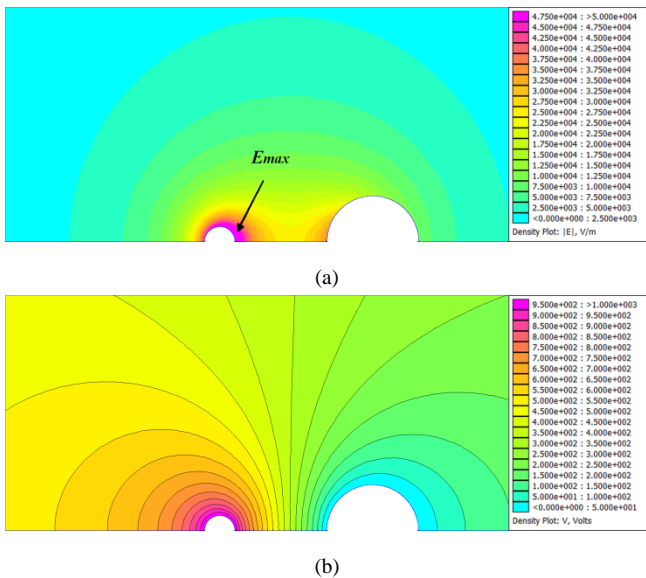 4.750e+004 : >5.000e+004
4.500e+004 : 4.750e+004
4.250e+004 : 4.500e+004
4.000e+004 : 4.250e+004
3.750e+004 : 4.000e+004
3.500e+004 : 3.750e+004
3.250e+004 : 3.500e+004
3.000e+004 : 3.250e+004
2.750e+004 : 3.000e+004
2.500e+004 : 2.750e+004
2.250e+004 : 2.500e+004
2.000e+004 : 2.250e+004
1.750e+004 : 2.000e+004
1.500e+004 : 1.750e+004
1.250e+004 : 1.500e+004
1.000e+004 : 1.250e+004
7.500e+003 : 1.000e+004
5.000e+003 : 7.500e+003
2.500e+003 : 5.000e+003
<0.000e+000 : 2.500e+003
Density Plot: |E|, V/m
Emax
(a)
9.500e+002 : >1.000e+003
9.000e+002 : 9.500e+002
8.500e+002 : 9.000e+002
8.000e+002 : 8.500e+002
7.500e+002 : 8.000e+002
7.000e+002 : 7.500e+002
6.500e+002 : 7.000e+002
6.000e+002 : 6.500e+002
5.500e+002 : 6.000e+002
5.000e+002 : 5.500e+002
4.500e+002 : 5.000e+002
4.000e+002 : 4.500e+002
3.500e+002 : 4.000e+002
3.000e+002 : 3.500e+002
2.500e+002 : 3.000e+002
2.000e+002 : 2.500e+002
1.500e+002 : 2.000e+002
1.000e+002 : 1.500e+002
5.000e+001 : 1.000e+002
<0.000e+000 : 5.000e+001
Density Plot: V, Volts
(b)